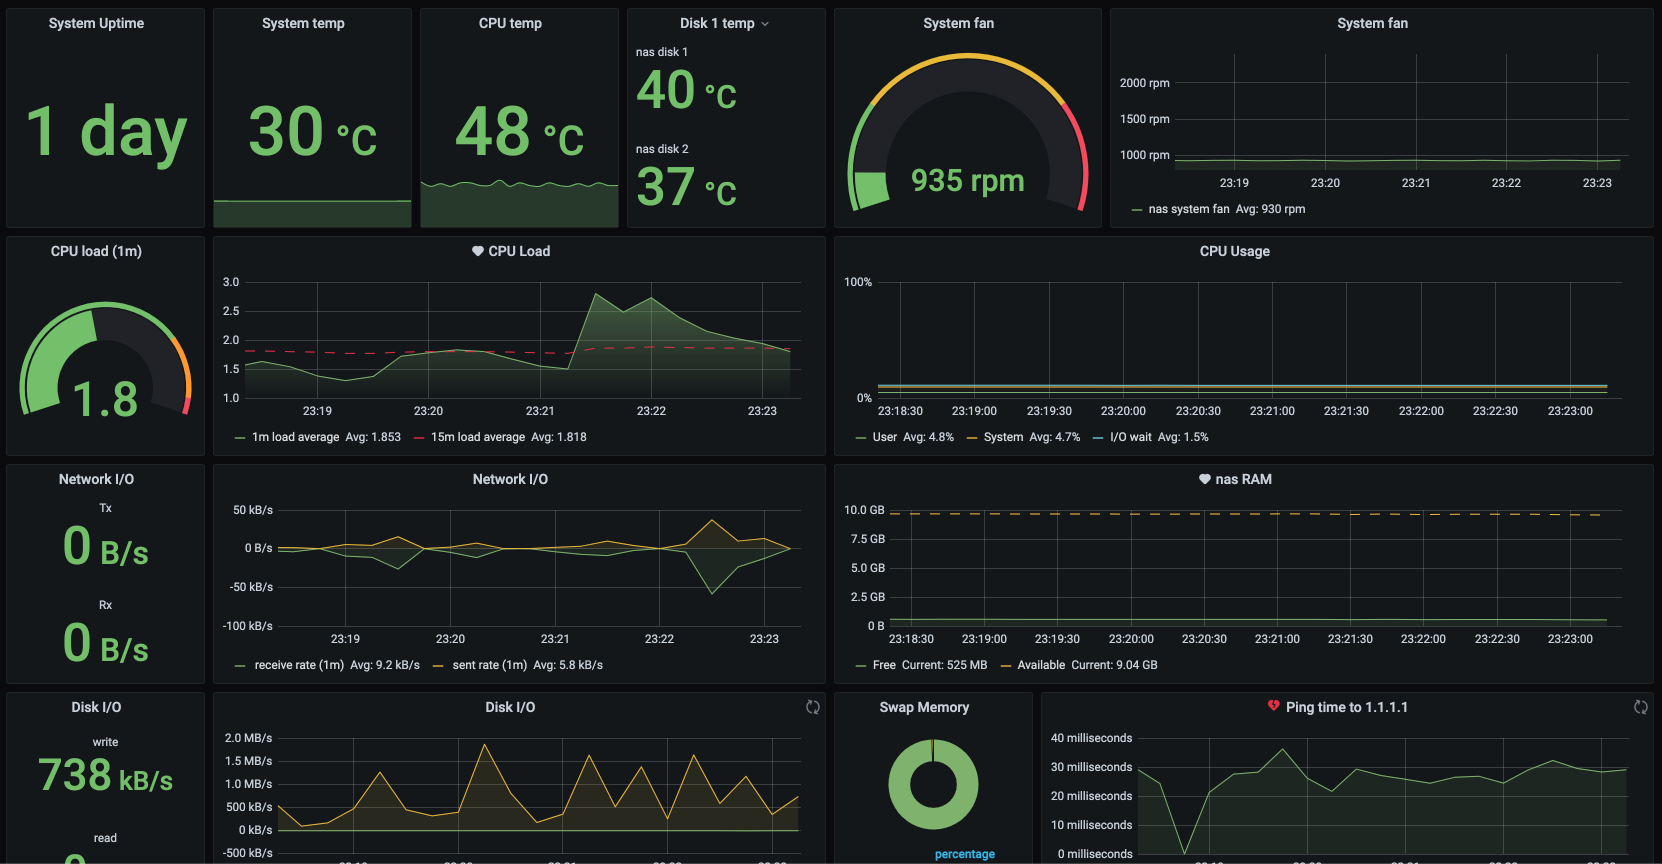 System Uptime
1 day
System temp
30 °C
CPU temp
48 °C
Disk 1 temp
nas disk 1
40 °C
nas disk 2
37 °C
System fan
935 rpm
System fan
2000 rpm
1500 rpm
1000 rpm
23:19 23:20 23:21 23:22 23:23
nas system fan Avg: 930 rpm
CPU load (1m)
1.8
CPU Load
3.0
2.5
2.0
1.5
1.0
23:19 23:20 23:21 23:22 23:23
1m load average Avg: 1.853 15m load average Avg: 1.818
CPU Usage
100%
0%
23:18:30 23:19:00 23:19:30 23:20:00 23:20:30 23:21:00 23:21:30 23:22:00 23:22:30 23:23:00
User Avg: 4.8% System Avg: 4.7% I/O wait Avg: 1.5%
Network I/O
Tx
0 B/s
Rx
0 B/s
Network I/O
50 kB/s
0 B/s
-50 kB/s
-100 kB/s
23:19 23:20 23:21 23:22 23:23
receive rate (1m) Avg: 9.2 kB/s sent rate (1m) Avg: 5.8 kB/s
nas RAM
10.0 GB
7.5 GB
5.0 GB
2.5 GB
0 B
23:18:30 23:19:00 23:19:30 23:20:00 23:20:30 23:21:00 23:21:30 23:22:00 23:22:30 23:23:00
Free Current: 525 MB Available Current: 9.04 GB
Disk I/O
write
738 kB/s
read
Disk I/O
2.0 MB/s
1.5 MB/s
1.0 MB/s
500 kB/s
0 kB/s
-500 kB/s
Swap Memory
percentage
Ping time to 1.1.1.1
40 milliseconds
30 milliseconds
20 milliseconds
10 milliseconds
0 milliseconds